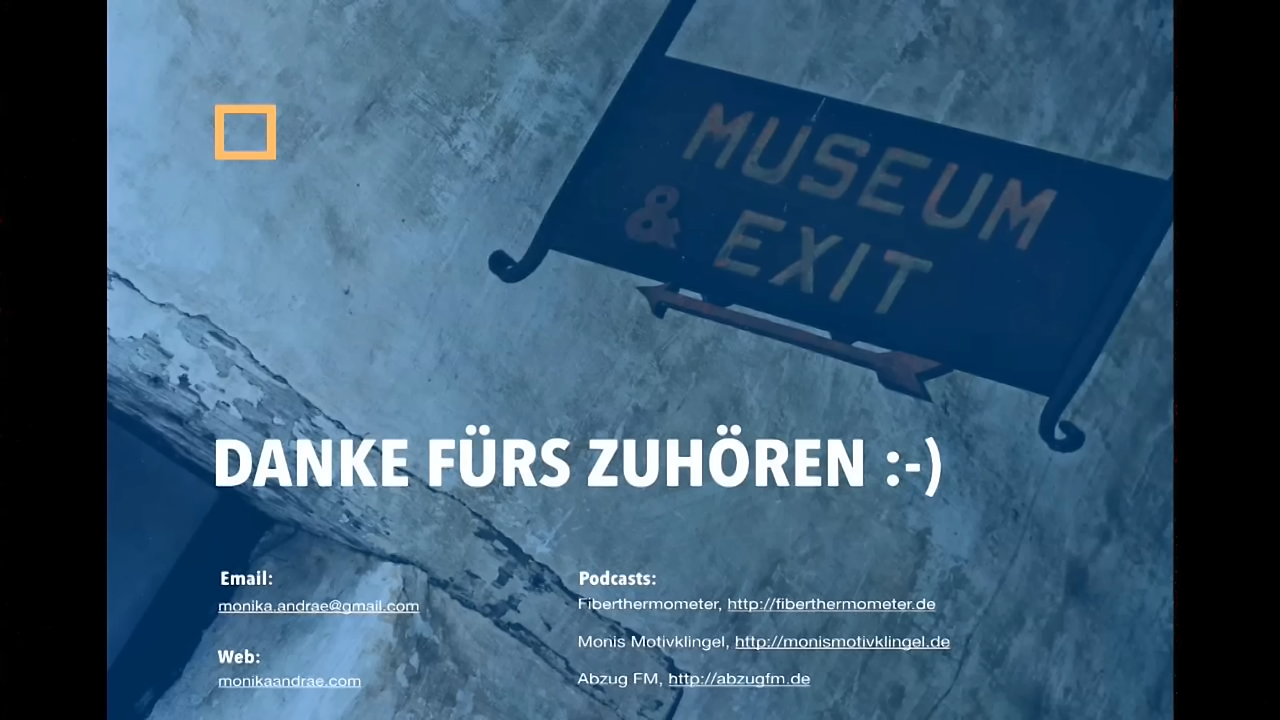 MUSEUM
& EXIT
DANKE FÜRS ZUHÖREN :-)
Email:
monika.andrae@gmail.com
Web:
monikaandrae.com
Podcasts:
Fiberthermometer, http://fiberthermometer.de
Monis Motivklingel, http://monismotivklingel.de
Abzug FM, http://abzugfm.de